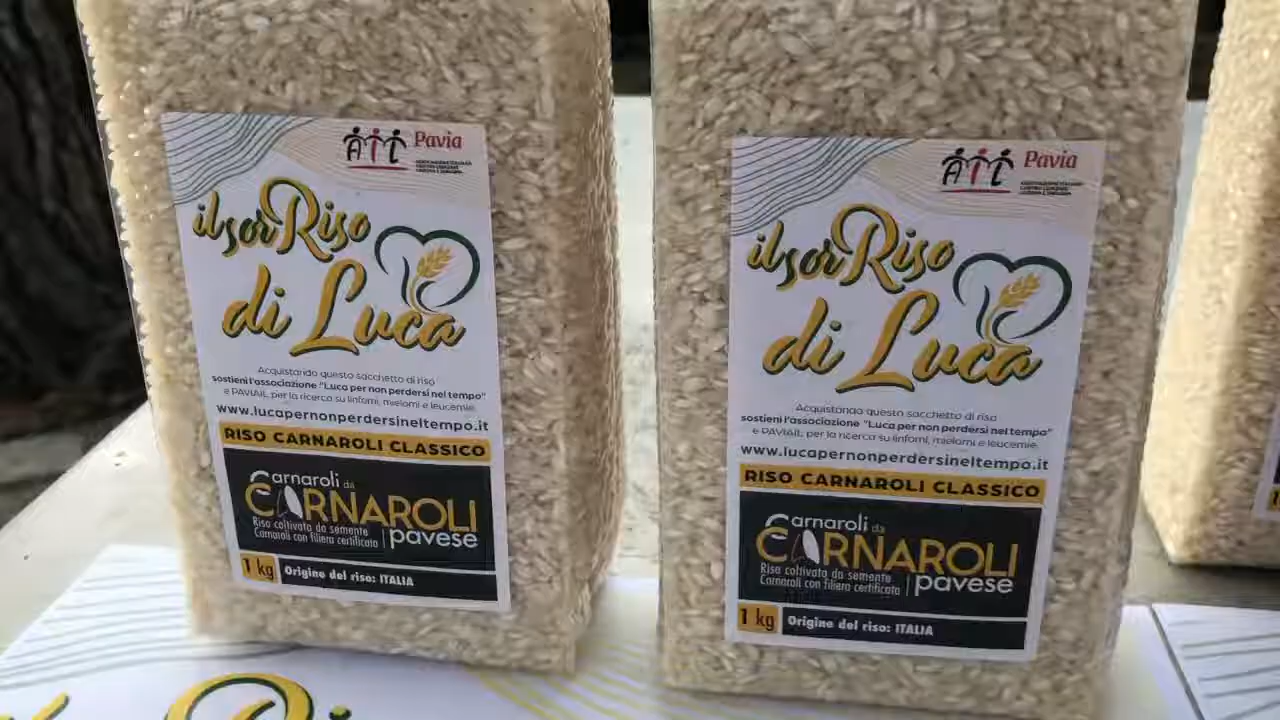 AIL Pavia
il sorRiso
di Luca
Acquistando questo sacchetto di riso
sostieni l'associazione "Luca per non perdersi nel tempo"
e PAVIAIL per la ricerca su linfomi, mielomi e leucemie.
www.lucapernonperdersineltempo.it
RISO CARNAROLI CLASSICO
Carnaroli da
CARNAROLI
Riso coltivato da semente
Carnaroli con filiera certificata
pavese
1 kg
Origine del riso: ITALIA
AIL Pavia
il sorRiso
di Luca
Acquistando questo sacchetto di riso
sostieni l'associazione "Luca per non perdersi nel tempo"
e PAVIAIL per la ricerca su linfomi, mielomi e leucemie.
www.lucapernonperdersineltempo.it
RISO CARNAROLI CLASSICO
Carnaroli da
CARNAROLI
Riso coltivato da semente
Carnaroli con filiera certificata
pavese
1 kg
Origine del riso: ITALIA